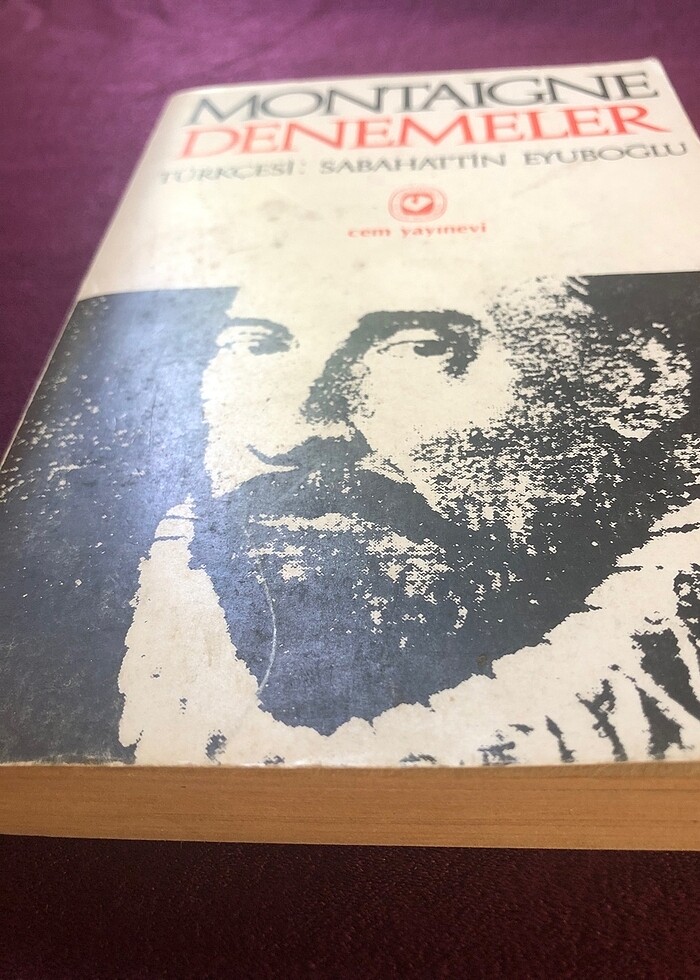 MONTAIGNE
DENEMELER
TÜRKÇESİ: SABAHATTİN EYUBOĞLU
cem yayınevi